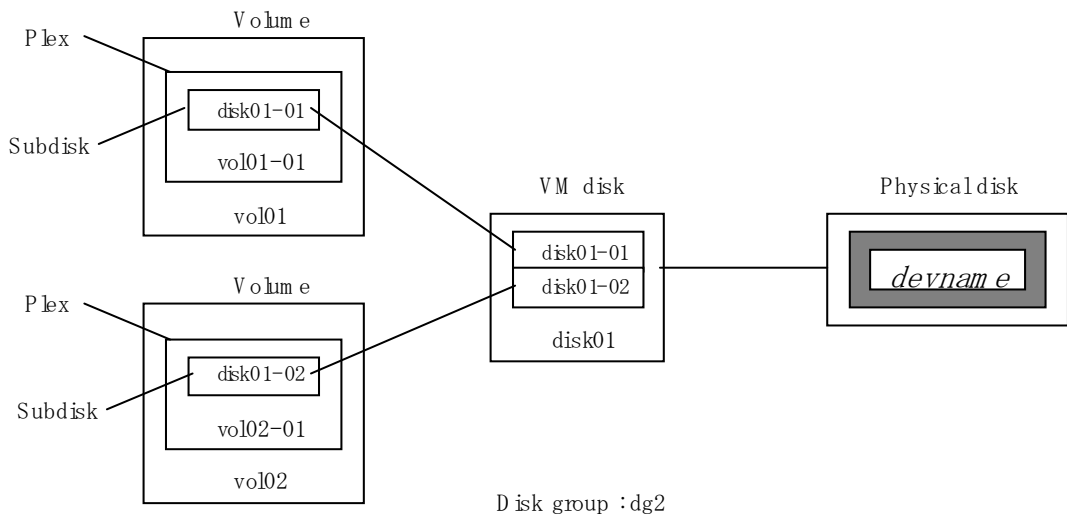 Volume
Plex
disk01-01
Subdisk
vol01-01
vol01
VM disk
Physical disk
disk01-01
disk01-02
disk01
devname
Volume
Plex
disk01-02
Subdisk
vol02-01
vol02
Disk group : dg2